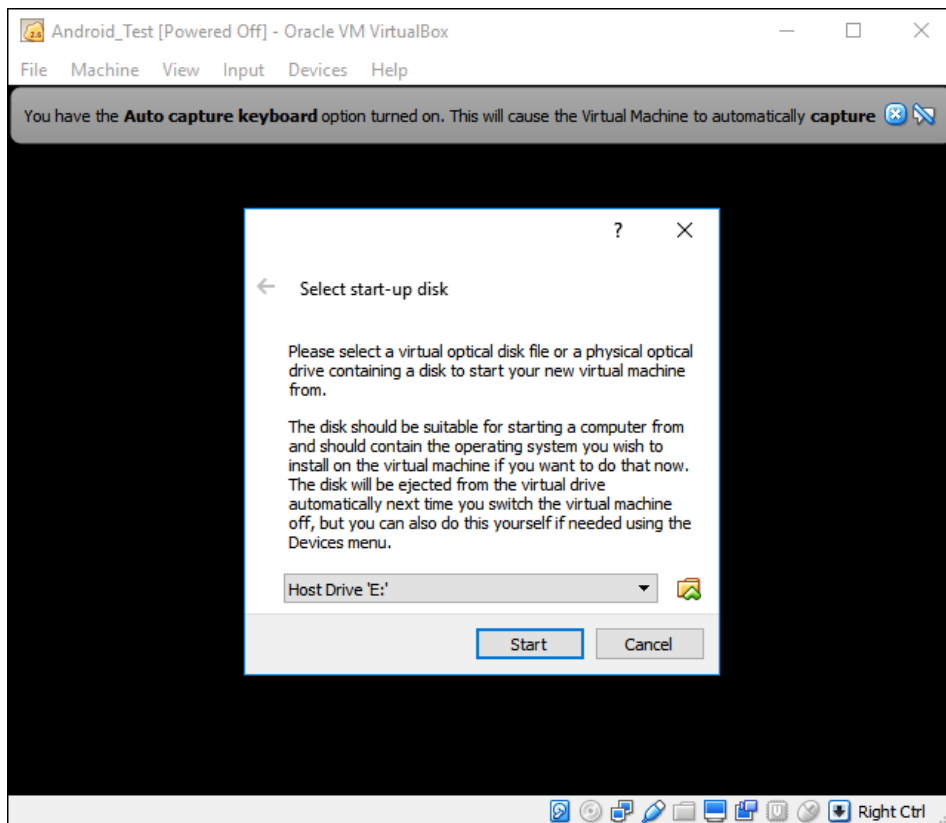 Android_Test [Powered Off] - Oracle VM VirtualBox
File Machine View Input Devices Help
You have the Auto capture keyboard option turned on. This will cause the Virtual Machine to automatically capture
?
Select start-up disk
Please select a virtual optical disk file or a physical optical
drive containing a disk to start your new virtual machine
from.
The disk should be suitable for starting a computer from
and should contain the operating system you wish to
install on the virtual machine if you want to do that now.
The disk will be ejected from the virtual drive
automatically next time you switch the virtual machine
off, but you can also do this yourself if needed using the
Devices menu.
Host Drive 'E:'
Start Cancel
Right Ctrl